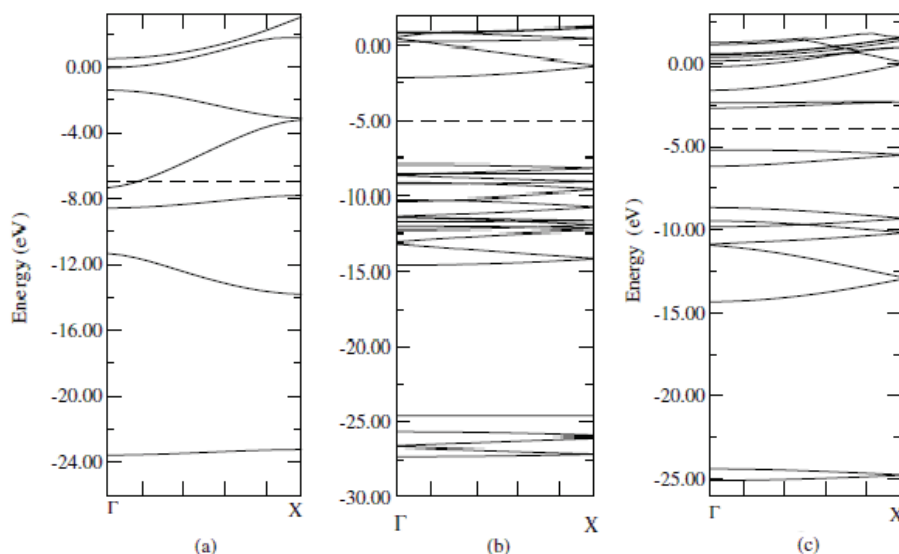 0.00
-4.00
-8.00
-12.00
-16.00
-20.00
-24.00
Energy (eV)
Γ X
(a)
0.00
-5.00
-10.00
-15.00
-20.00
-25.00
-30.00
Γ X
(b)
0.00
-5.00
-10.00
-15.00
-20.00
-25.00
Energy (eV)
Γ X
(c)